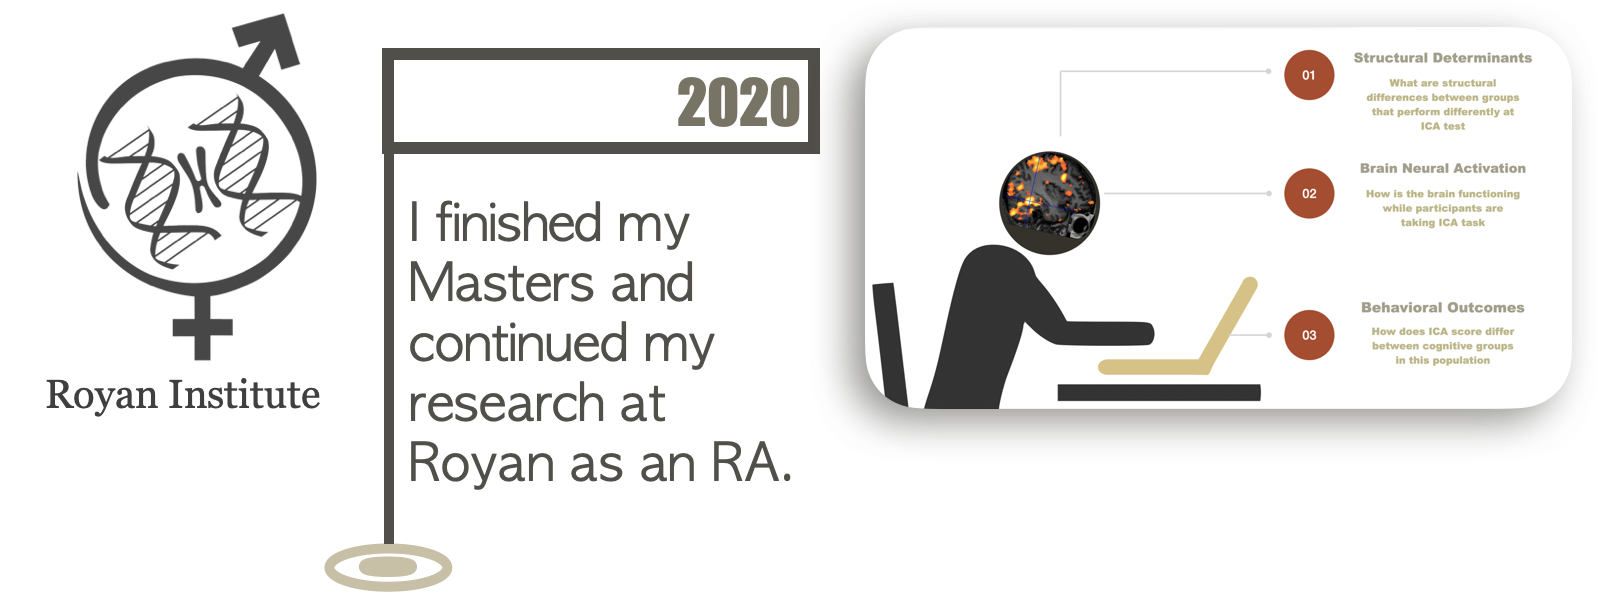 Royan Institute
2020
I finished my
Masters and
continued my
research at
Royan as an RA.
01
Structural Determinants
What are structural
differences between groups
that perform differently at
ICA test
02
Brain Neural Activation
How is the brain functioning
while participants are
taking ICA task
03
Behavioral Outcomes
How does ICA score differ
between cognitive groups
in this population